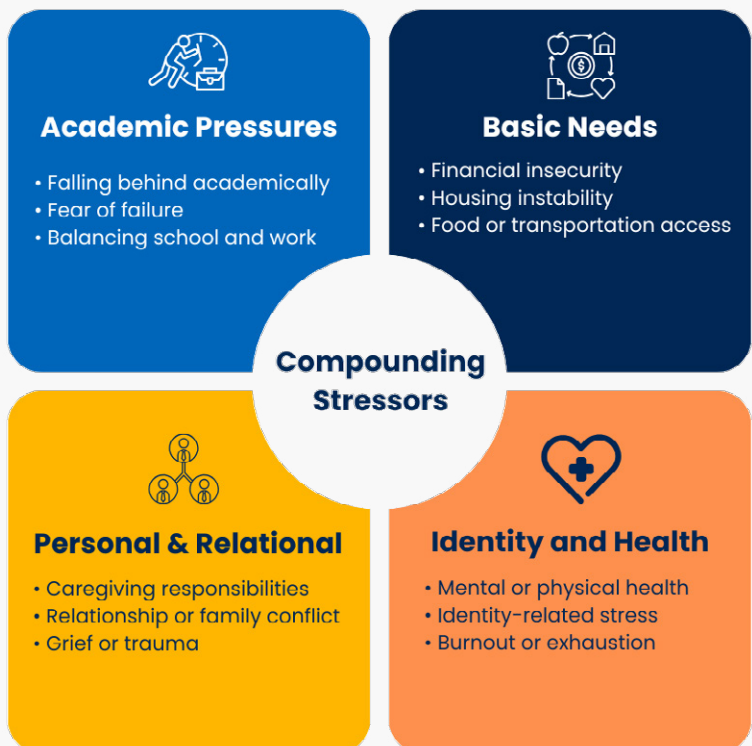 Academic Pressures
• Falling behind academically
• Fear of failure
• Balancing school and work
Basic Needs
• Financial insecurity
• Housing instability
• Food or transportation access
Compounding
Stressors
Personal & Relational
• Caregiving responsibilities
• Relationship or family conflict
• Grief or trauma
Identity and Health
• Mental or physical health
• Identity-related stress
• Burnout or exhaustion